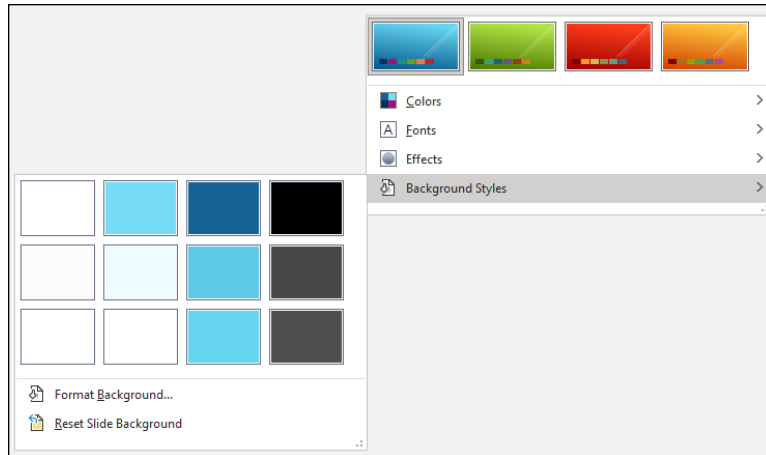 Colors
Fonts
Effects
Background Styles
Format Background...
Reset Slide Background